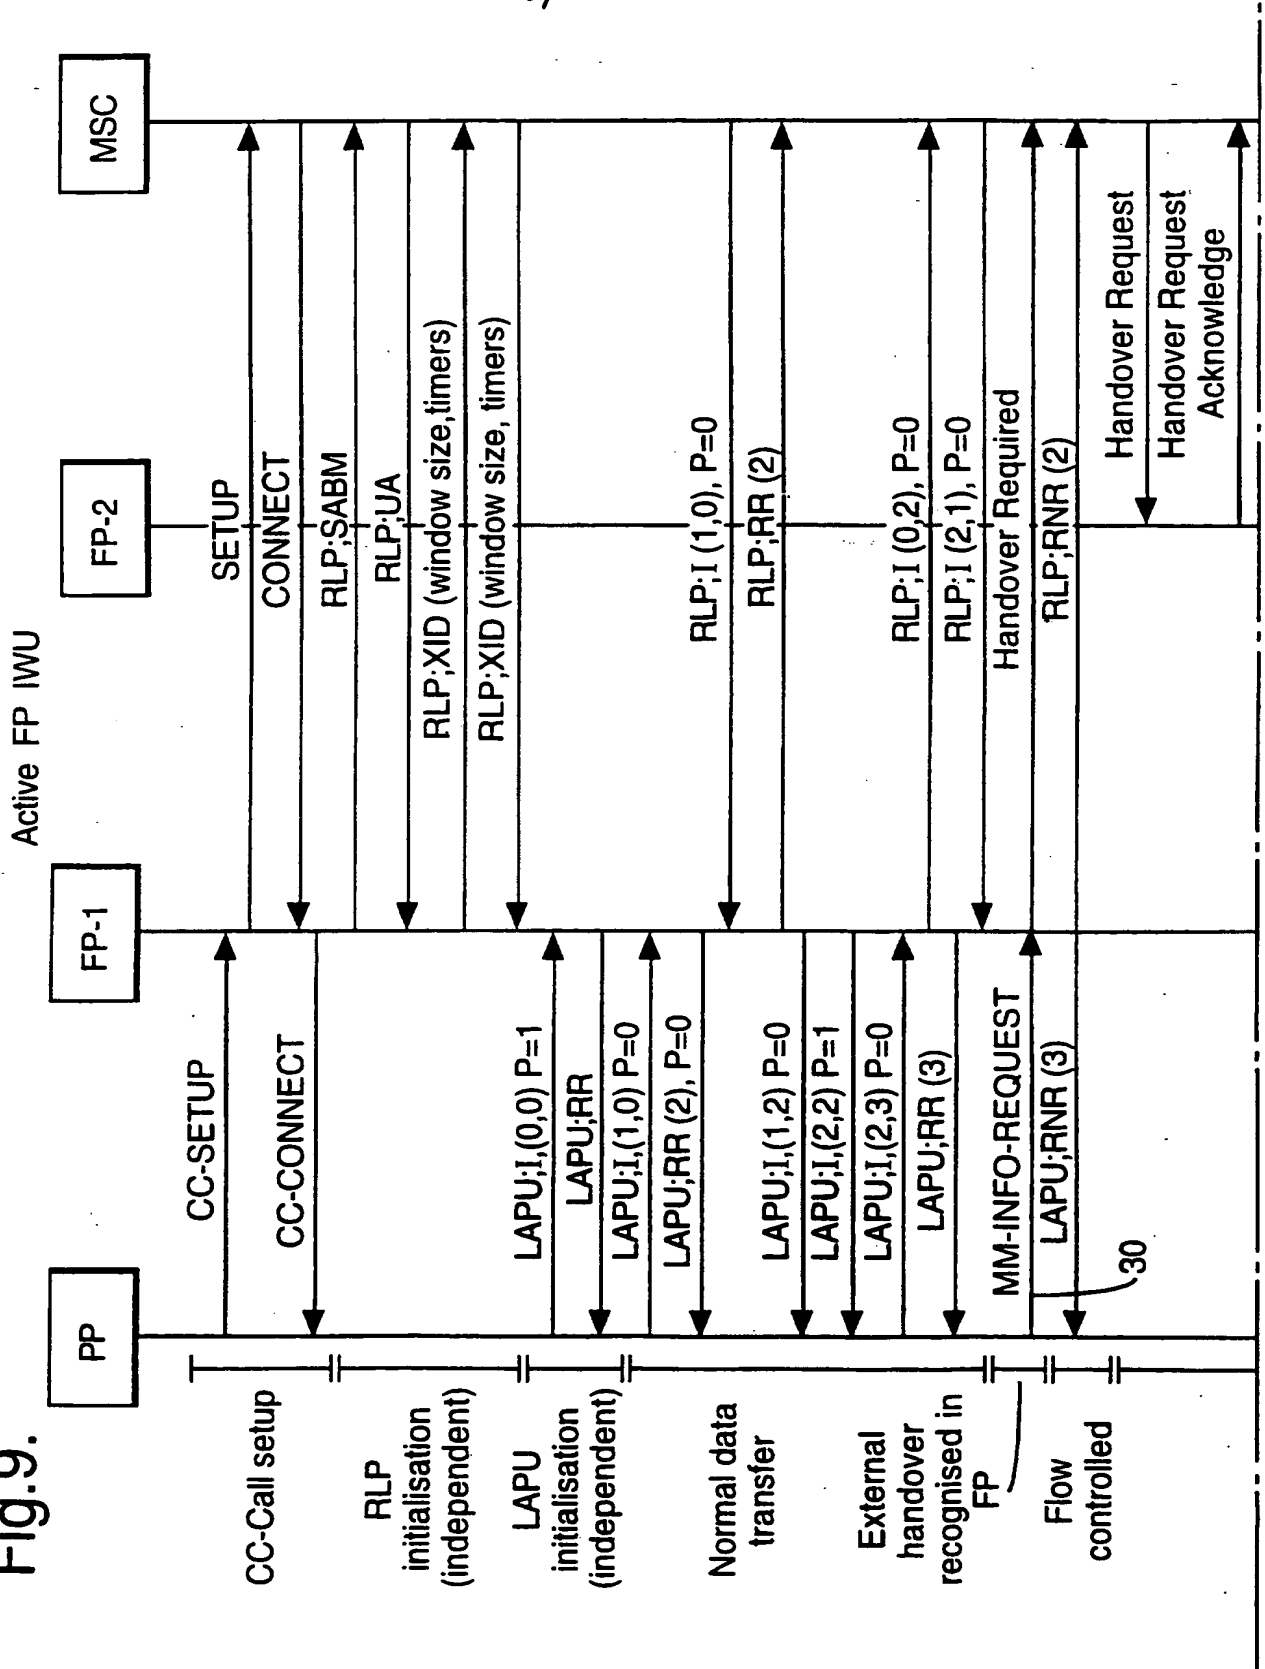 Fig.9.
Active FP IWU
PP
FP-1
FP-2
MSC
CC-Call setup
RLP
initialisation
(independent)
LAPU
initialisation
(independent)
Normal data
transfer
External
handover
recognised in
FP
Flow
controlled
CC-SETUP
CC-CONNECT
LAPU;I,(0,0) P=1
LAPU;RR
LAPU;I,(1,0) P=0
LAPU;RR (2), P=0
LAPU;I,(1,2) P=0
LAPU;I,(2,2) P=1
LAPU;I,(2,3) P=0
LAPU;RR (3)
MM-INFO-REQUEST
LAPU;RNR (3)
30
SETUP
CONNECT
RLP;SABM
RLP;UA
RLP;XID (window size,timers)
RLP;XID (window size, timers)
RLP;I (1,0), P=0
RLP;RR (2)
RLP;I (0,2), P=0
RLP;I (2,1), P=0
Handover Required
RLP;RNR (2)
Handover Request
Handover Request
Acknowledge